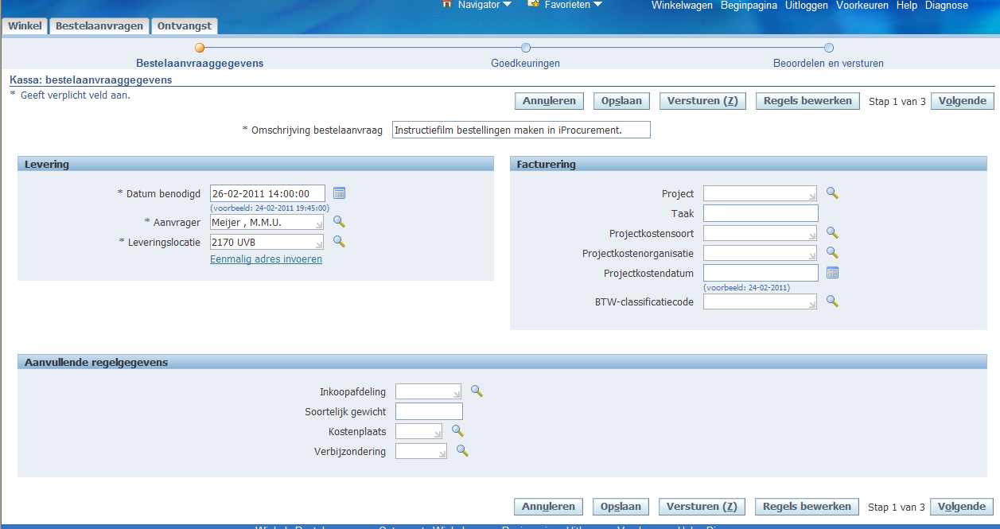 Navigator Favorieten Winkelwagen Beginpagina Uitloggen Voorkeuren Help Diagnose
Winkel Bestelaanvragen Ontvangst
Bestelaanvraaggegevens Goedkeuringen Beoordelen en versturen
Kassa: bestelaanvraaggegevens
* Geeft verplicht veld aan.
Annuleren Opslaan Versturen (Z) Regels bewerken Stap 1 van 3 Volgende
* Omschrijving bestelaanvraag Instructiefilm bestellingen maken in iProcurement.
Levering
* Datum benodigd 26-02-2011 14:00:00
(voorbeeld: 24-02-2011 19:45:00)
* Aanvrager Meijer , M.M.U.
* Leveringslocatie 2170 UVB
Eenmalig adres invoeren
Facturering
Project
Taak
Projectkostensoort
Projectkostenorganisatie
Projectkostendatum
(voorbeeld: 24-02-2011)
BTW-classificatiecode
Aanvullende regelgegevens
Inkoopafdeling
Soortelijk gewicht
Kostenplaats
Verbijzondering
Annuleren Opslaan Versturen (Z) Regels bewerken Stap 1 van 3 Volgende